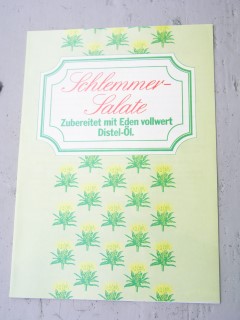 Schlemmer-
Salate
Zubereitet mit Eden vollwert
Distel-Öl.